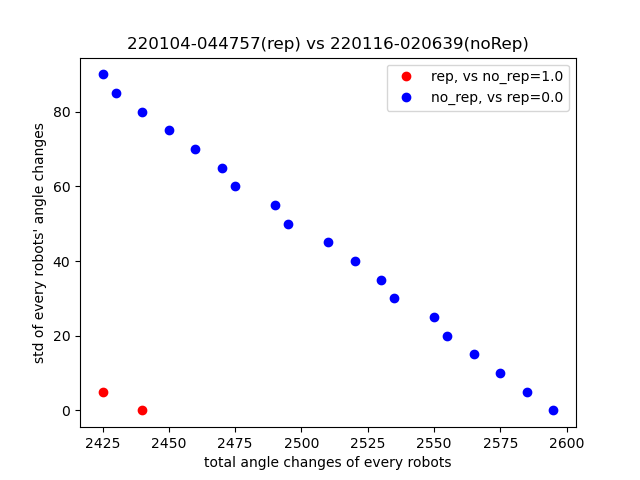 220104-044757(rep) vs 220116-020639(noRep)
rep, vs no_rep=1.0
no_rep, vs rep=0.0
std of every robots' angle changes
80
60
40
20
0
2425 2450 2475 2500 2525 2550 2575 2600
total angle changes of every robots